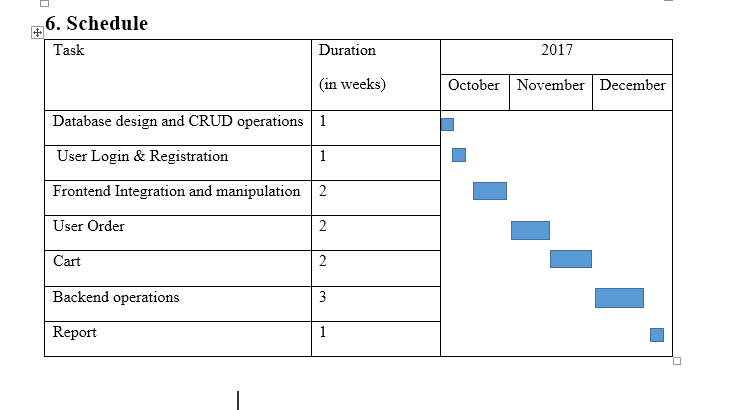 6. Schedule
Task
Duration
(in weeks)
2017
October
November
December
Database design and CRUD operations
1
User Login & Registration
1
Frontend Integration and manipulation
2
User Order
2
Cart
2
Backend operations
3
Report
1